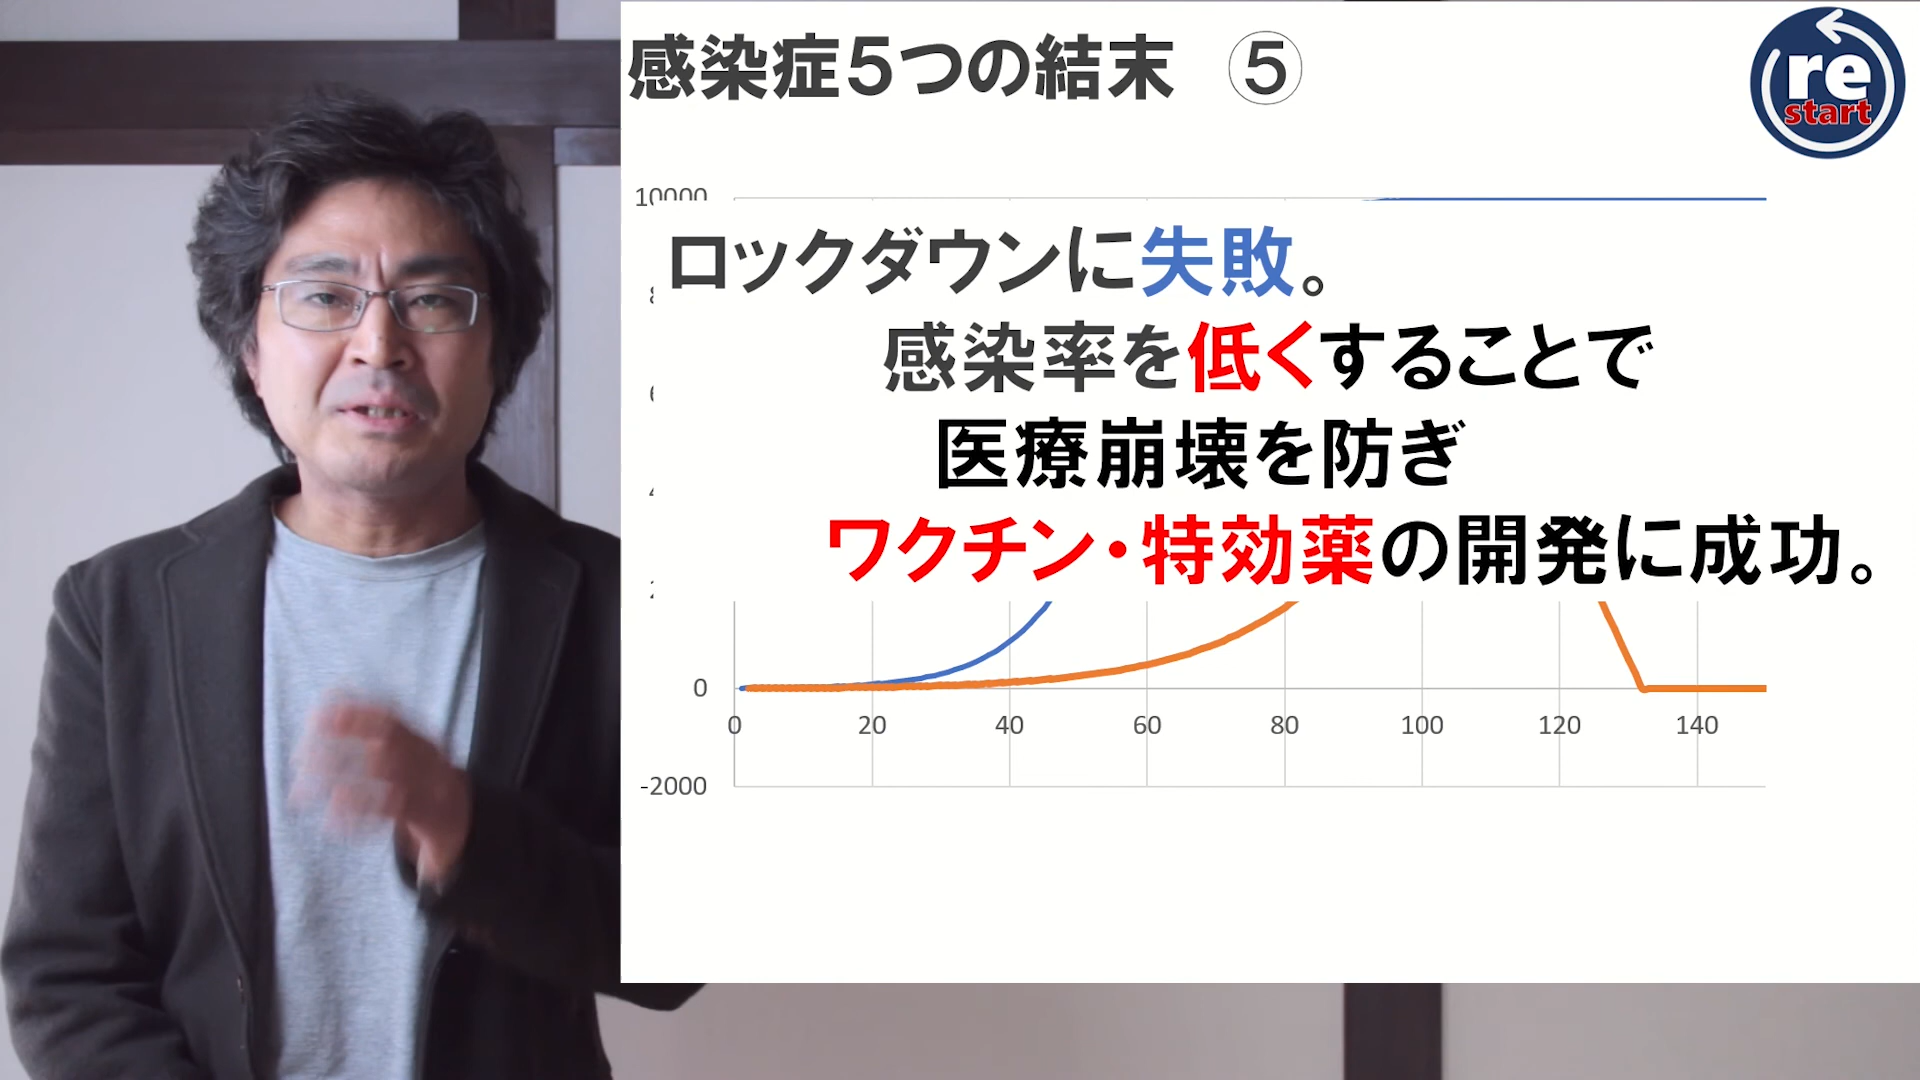 感染症5つの結末 ⑤
re
start
10000
ロックダウンに失敗。
感染率を低くすることで
医療崩壊を防ぎ
ワクチン・特効薬の開発に成功。
0
0 20 40 60 80 100 120 140
-2000